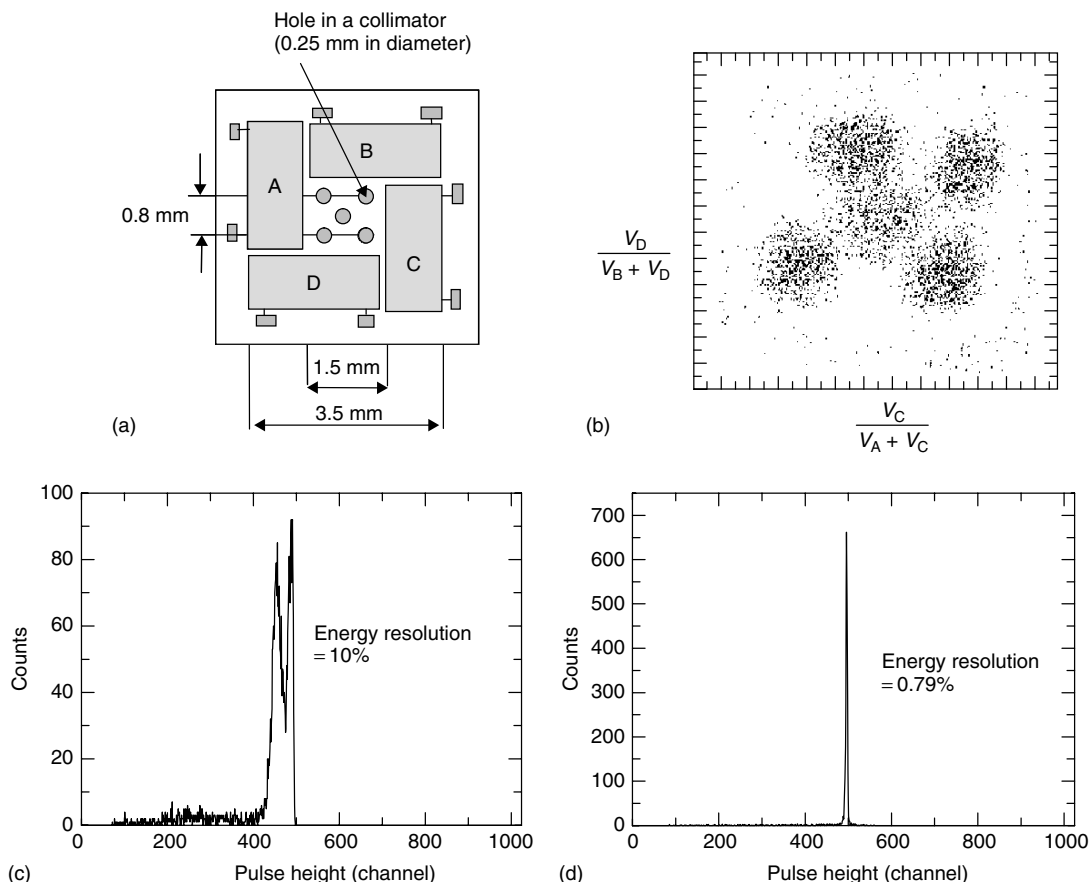 Hole in a collimator
(0.25 mm in diameter)
B
A
0.8 mm
C
D
1.5 mm
3.5 mm
(a)
V_D
V_B + V_D
(b)
V_C
V_A + V_C
100
80
60
40
20
0
Counts
Energy resolution
= 10%
0 200 400 600 800 1000
(c)
Pulse height (channel)
700
600
500
400
300
200
100
0
Counts
Energy resolution
= 0.79%
0 200 400 600 800 1000
(d)
Pulse height (channel)